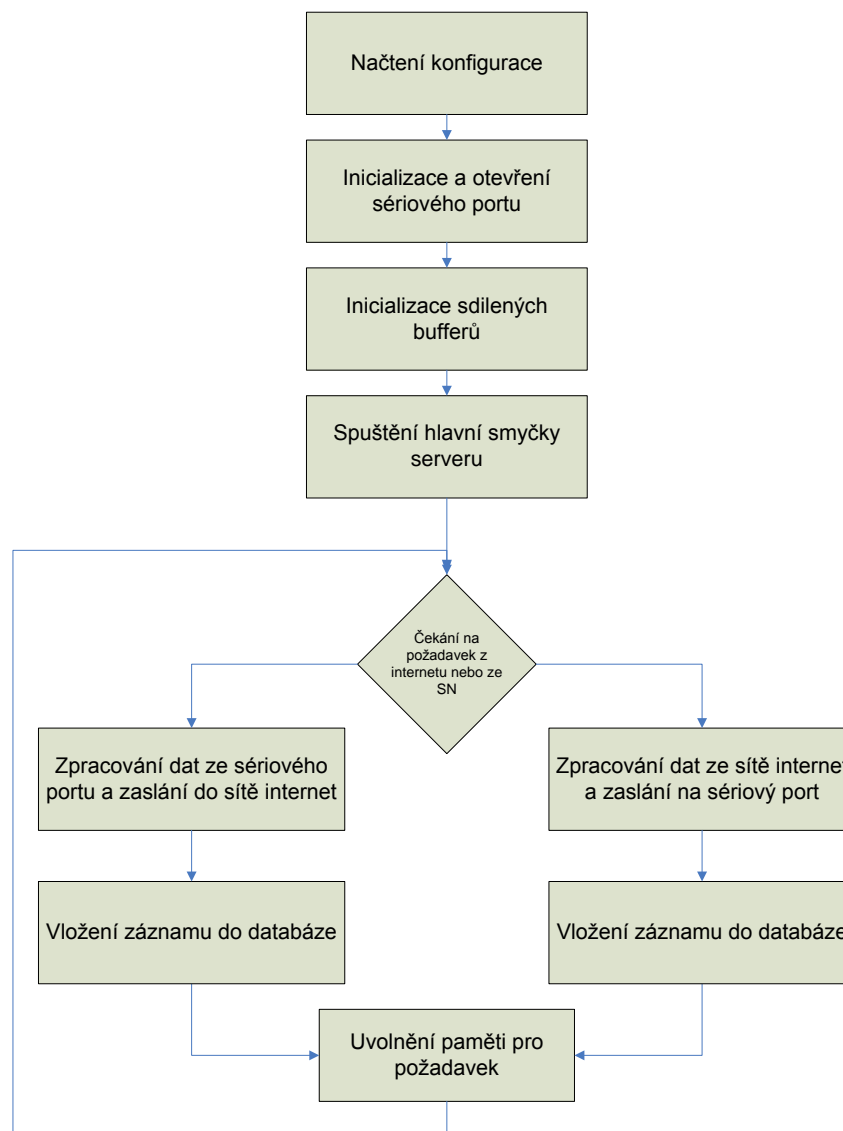 Načtení konfigurace
Inicializace a otevření
sériového portu
Inicializace sdilených
bufferů
Spuštění hlavní smyčky
serveru
Čekání na
požadavek z
internetu nebo ze
SN
Zpracování dat ze sériového
portu a zaslání do sítě internet
Zpracování dat ze sítě internet
a zaslání na sériový port
Vložení záznamu do databáze
Vložení záznamu do databáze
Uvolnění paměti pro
požadavek